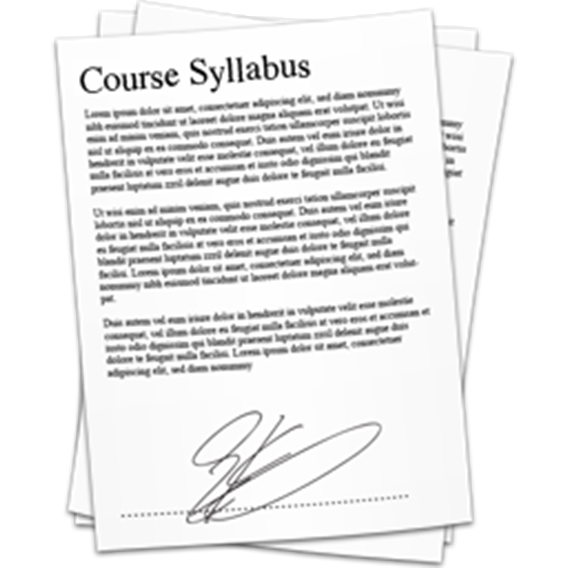 Course Syllabus
Lorem ipsum dolor sit amet, consectetuer adipiscing elit, sed diam nonummy
nibh euismod tincidunt ut laoreet dolore magna aliquam erat volutpat. Ut wisi
enim ad minim veniam, quis nostrud exerci tation ullamcorper suscipit lobortis
nisl ut aliquip ex ea commodo consequat. Duis autem vel eum iriure dolor in
hendrerit in vulputate velit esse molestie consequat, vel illum dolore eu feugiat
nulla facilisis at vero eros et accumsan et iusto odio dignissim qui blandit
praesent luptatum zzril delenit augue duis dolore te feugait nulla facilisi.
Ut wisi enim ad minim veniam, quis nostrud exerci tation ullamcorper suscipit
lobortis nisl ut aliquip ex ea commodo consequat. Duis autem vel eum iriure
dolor in hendrerit in vulputate velit esse molestie consequat, vel illum dolore
eu feugiat nulla facilisis at vero eros et accumsan et iusto odio dignissim qui
blandit praesent luptatum zzril delenit augue duis dolore te feugait nulla
facilisi. Lorem ipsum dolor sit amet, consectetuer adipiscing elit, sed diam
nonummy nibh euismod tincidunt ut laoreet dolore magna aliquam erat volut-
pat.
Duis autem vel eum iriure dolor in hendrerit in vulputate velit esse molestie
consequat, vel illum dolore eu feugiat nulla facilisis at vero eros et accumsan et
iusto odio dignissim qui blandit praesent luptatum zzril delenit augue duis
dolore te feugait nulla facilisi. Lorem ipsum dolor sit amet, consectetuer
adipiscing elit, sed diam nonummy